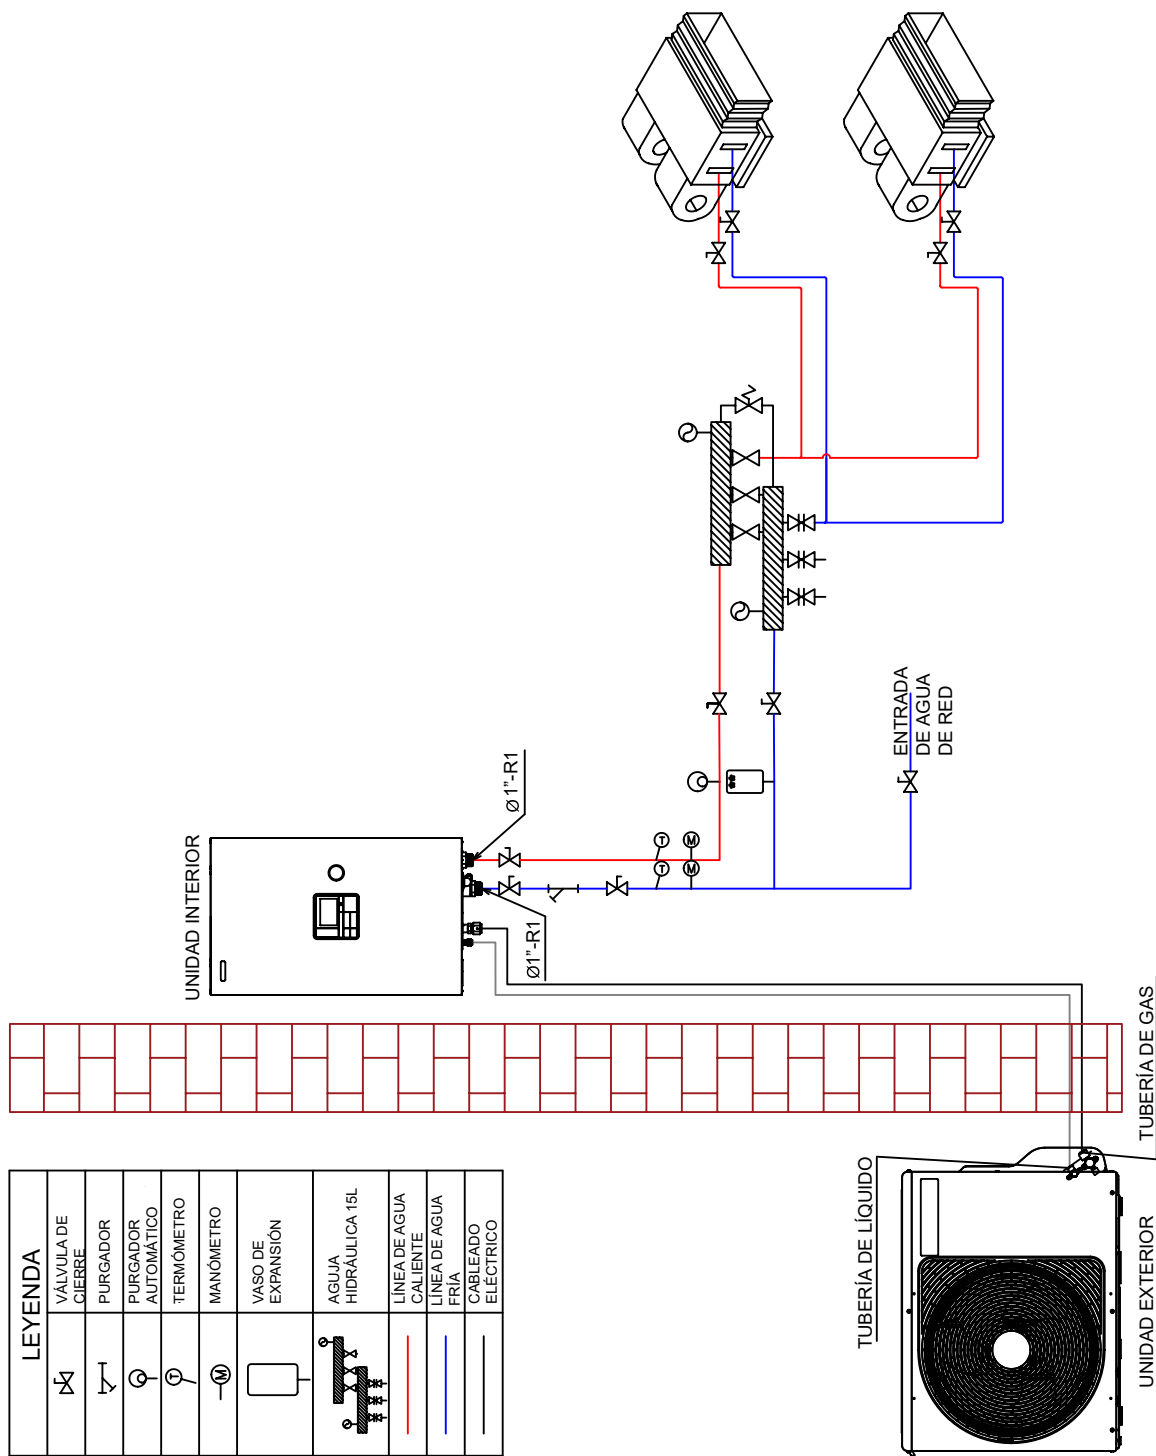 LEYENDA
VÁLVULA DE
CIERRE
PURGADOR
PURGADOR
AUTOMÁTICO
T
TERMÓMETRO
M
MANÓMETRO
VASO DE
EXPANSIÓN
AGUJA
HIDRÁULICA 15L
LÍNEA DE AGUA
CALIENTE
LÍNEA DE AGUA
FRÍA
CABLEADO
ELÉCTRICO
UNIDAD INTERIOR
Ø1"-R1
Ø1"-R1
T
M
T
M
ENTRADA
DE AGUA
DE RED
TUBERÍA DE LÍQUIDO
TUBERÍA DE GAS
UNIDAD EXTERIOR